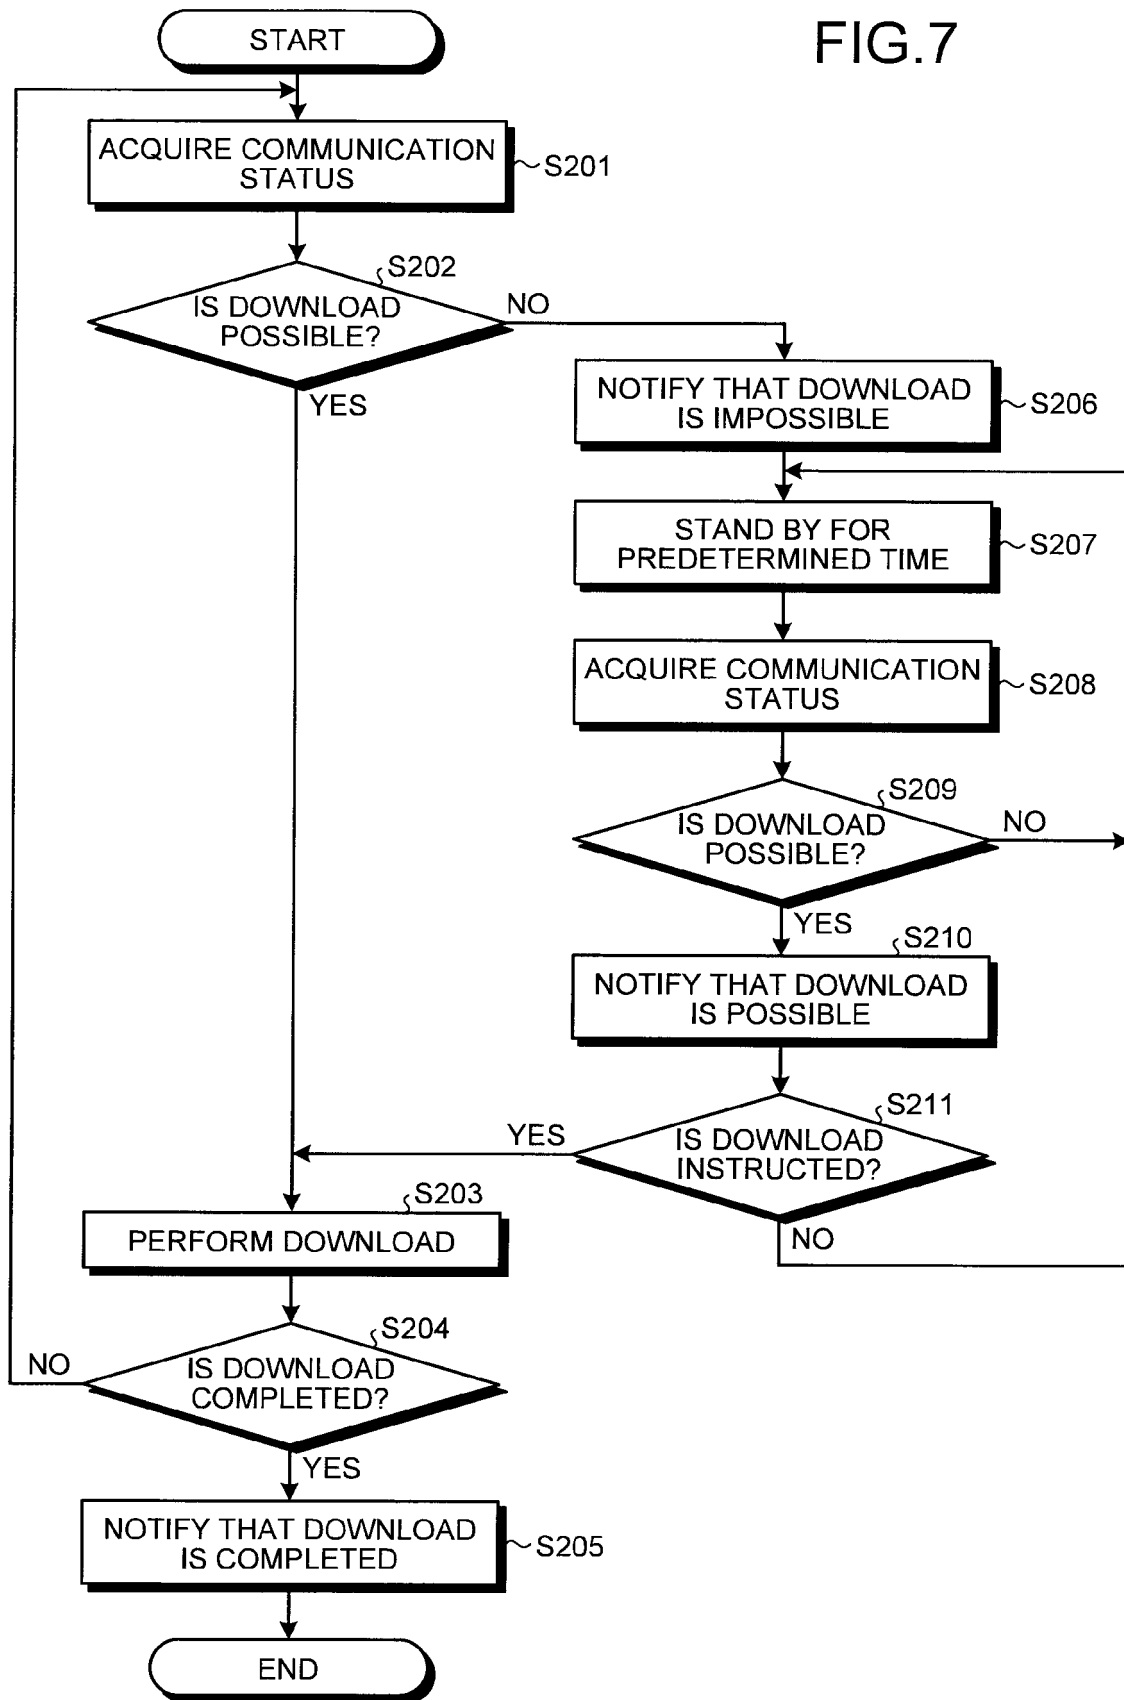 FIG.7
START
ACQUIRE COMMUNICATION
STATUS
S201
S202
IS DOWNLOAD
POSSIBLE?
NO
YES
NOTIFY THAT DOWNLOAD
IS IMPOSSIBLE
S206
STAND BY FOR
PREDETERMINED TIME
S207
ACQUIRE COMMUNICATION
STATUS
S208
S209
IS DOWNLOAD
POSSIBLE?
NO
YES
S210
NOTIFY THAT DOWNLOAD
IS POSSIBLE
S211
IS DOWNLOAD
INSTRUCTED?
YES
NO
S203
PERFORM DOWNLOAD
S204
IS DOWNLOAD
COMPLETED?
NO
YES
NOTIFY THAT DOWNLOAD
IS COMPLETED
S205
END